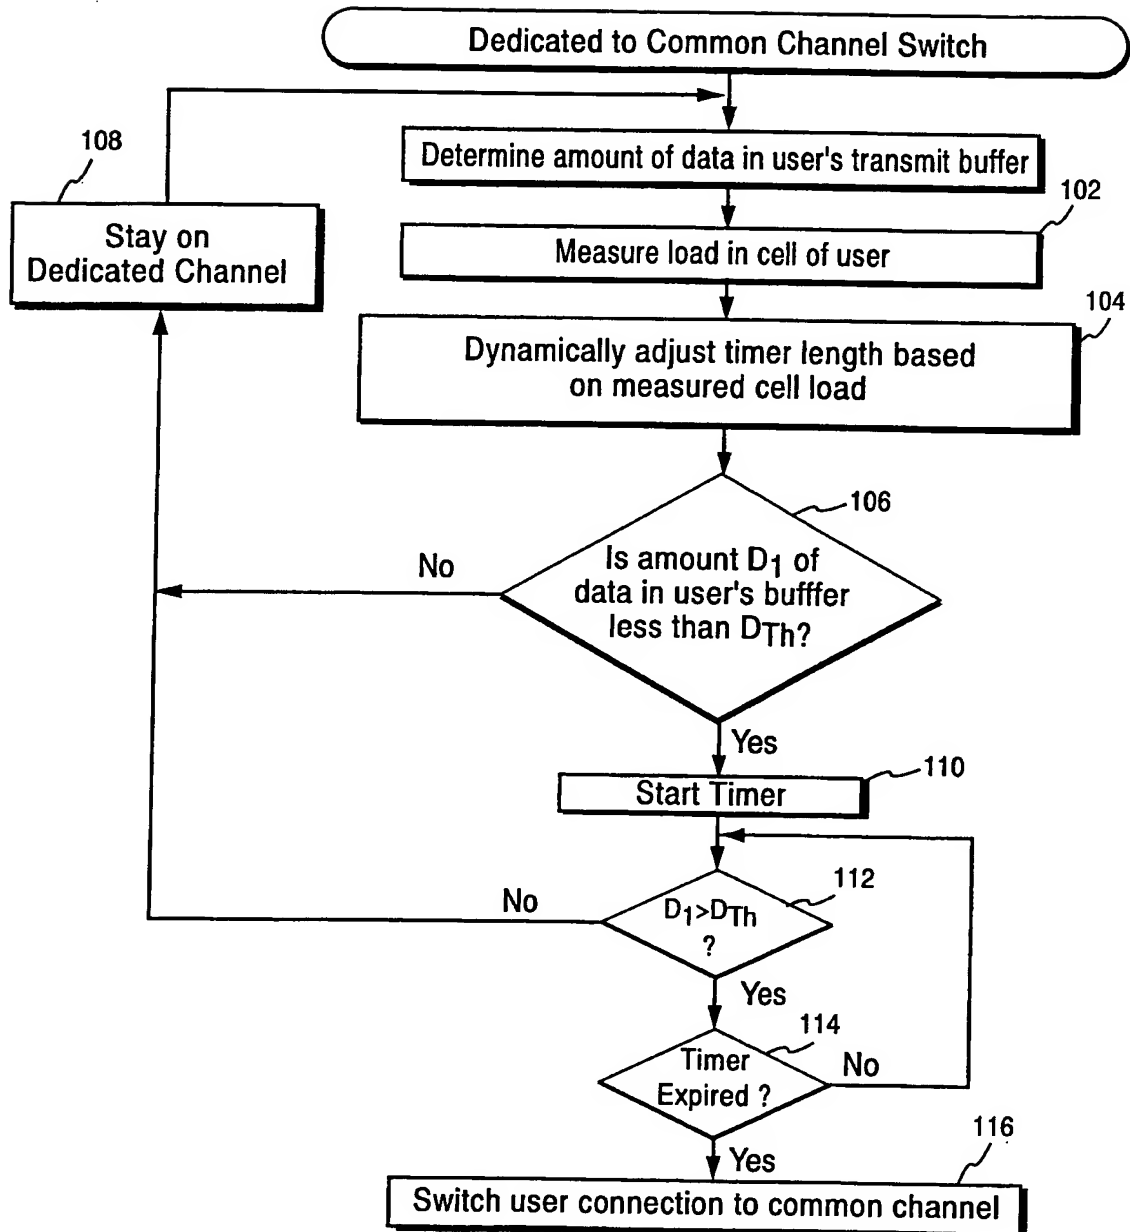 Dedicated to Common Channel Switch
Determine amount of data in user's transmit buffer
108
102
Stay on
Dedicated Channel
Measure load in cell of user
104
Dynamically adjust timer length based
on measured cell load
106
No
Is amount D1 of
data in user's bufffer
less than DTh?
Yes
110
Start Timer
112
No
D1>DTh
?
Yes
114
Timer
Expired ?
No
116
Yes
Switch user connection to common channel